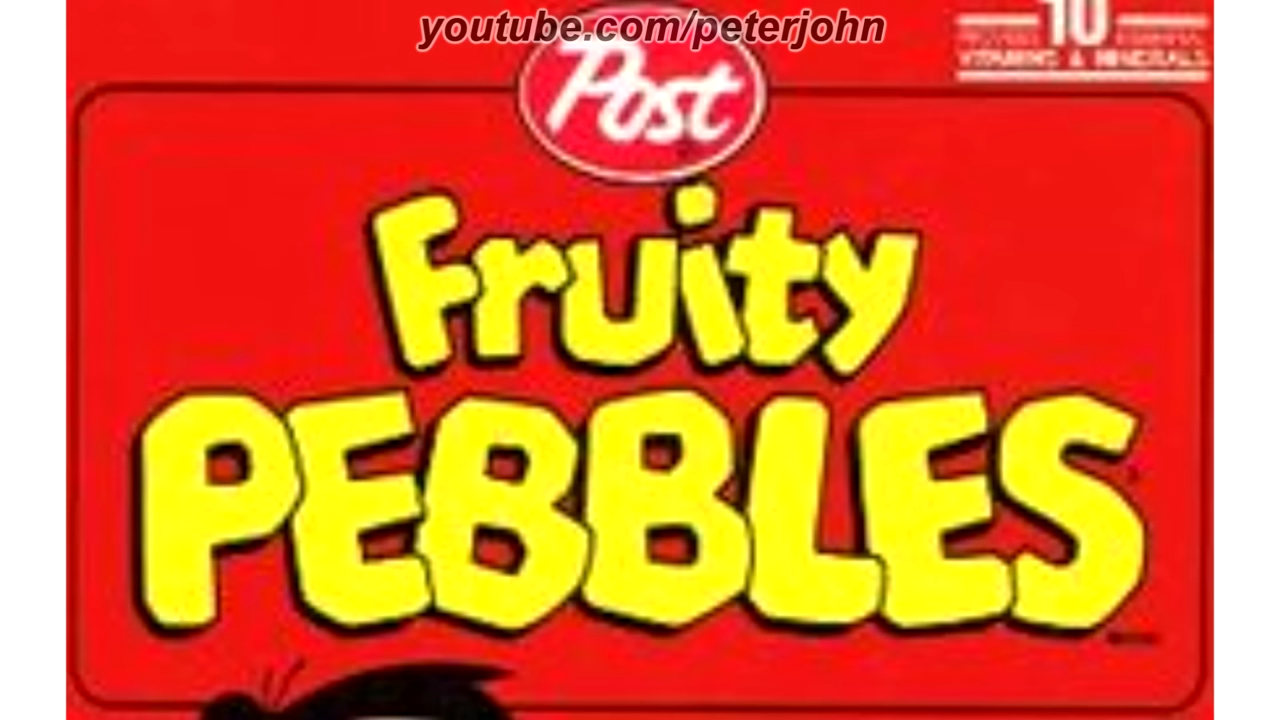 youtube.com/peterjohn
10
VITAMINS & MINERALS
Post
Fruity
PEBBLES